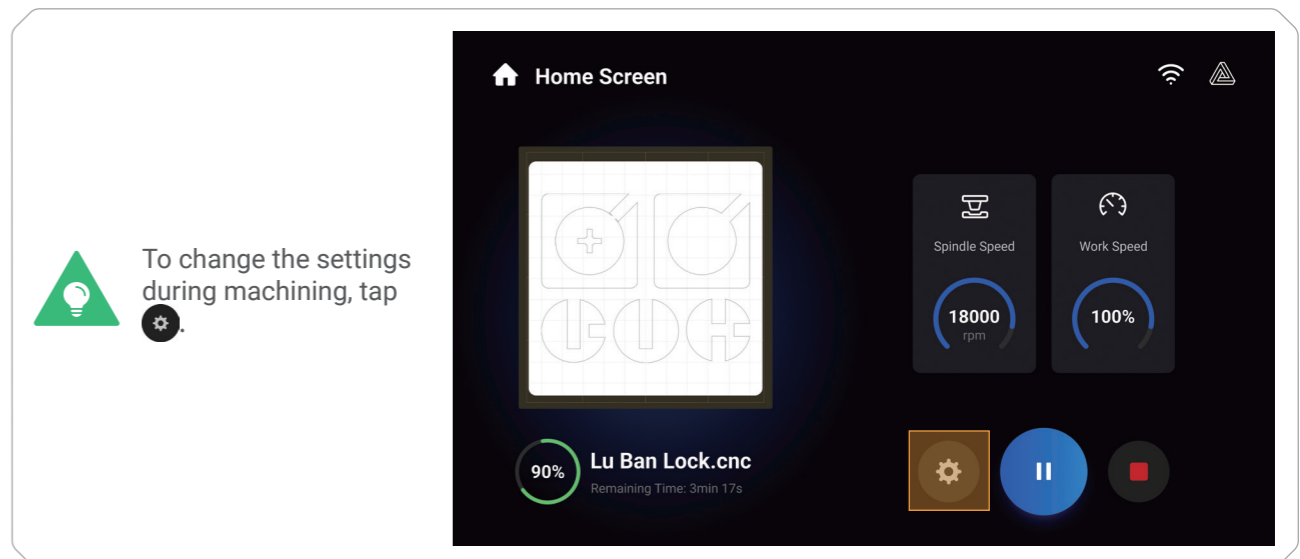 To change the settings
during machining, tap
.
Home Screen
Spindle Speed
18000
rpm
Work Speed
100%
90%
Lu Ban Lock.cnc
Remaining Time: 3min 17s